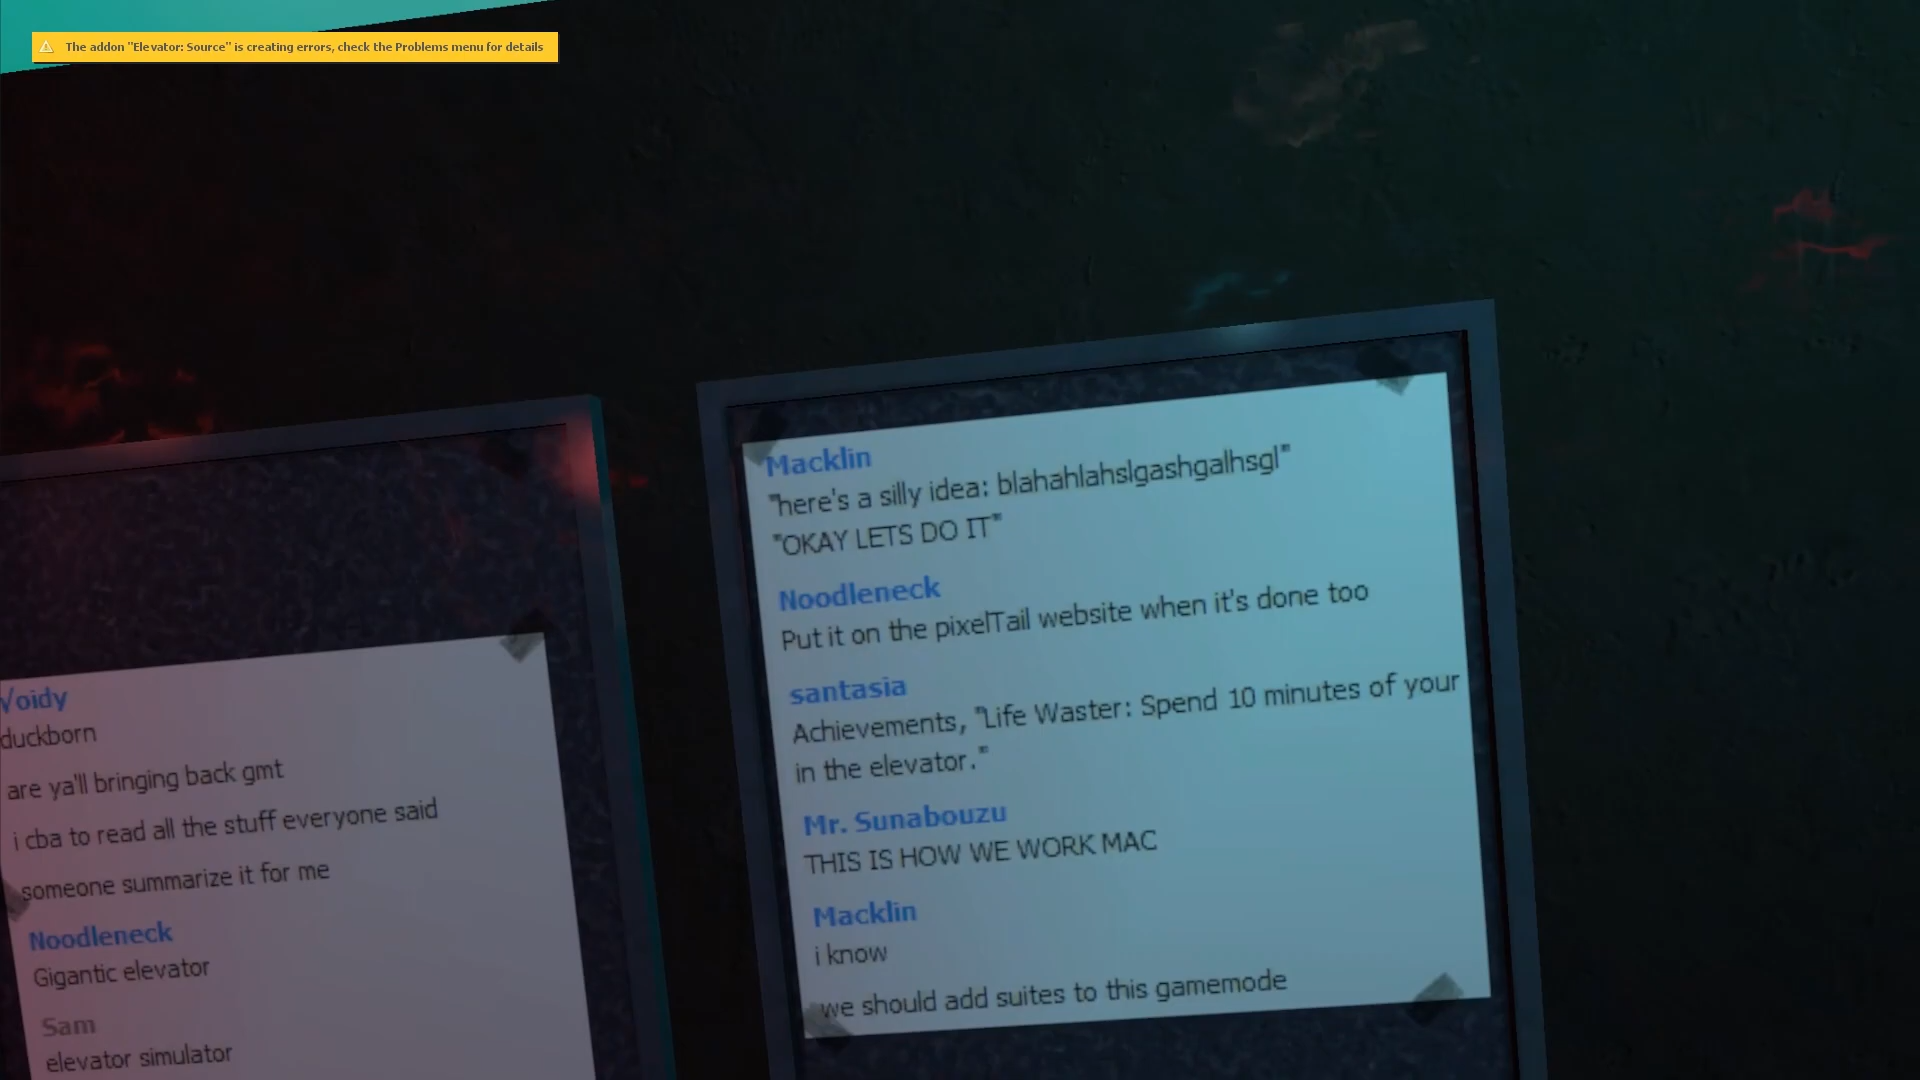 The addon "Elevator: Source" is creating errors, check the Problems menu for details
Voidy
duckborn
are ya'll bringing back gmt
i cba to read all the stuff everyone said
someone summarize it for me
Noodleneck
Gigantic elevator
Sam
elevator simulator
Macklin
"here's a silly idea: blahahlahslgashgalhsgl"
"OKAY LETS DO IT"
Noodleneck
Put it on the pixelTail website when it's done too
santasia
Achievements, "Life Waster: Spend 10 minutes of your
in the elevator."
Mr. Sunabouzu
THIS IS HOW WE WORK MAC
Macklin
i know
we should add suites to this gamemode